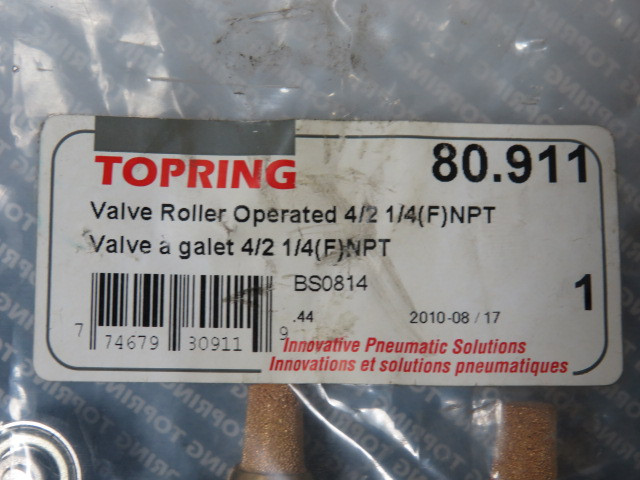 TOPRING
80.911
Valve Roller Operated 4/2 1/4(F)NPT
Valve à galet 4/2 1/4(F)NPT
BS0814
1
.44
2010-08 / 17
7 74679 30911 9
Innovative Pneumatic Solutions
Innovations et solutions pneumatiques